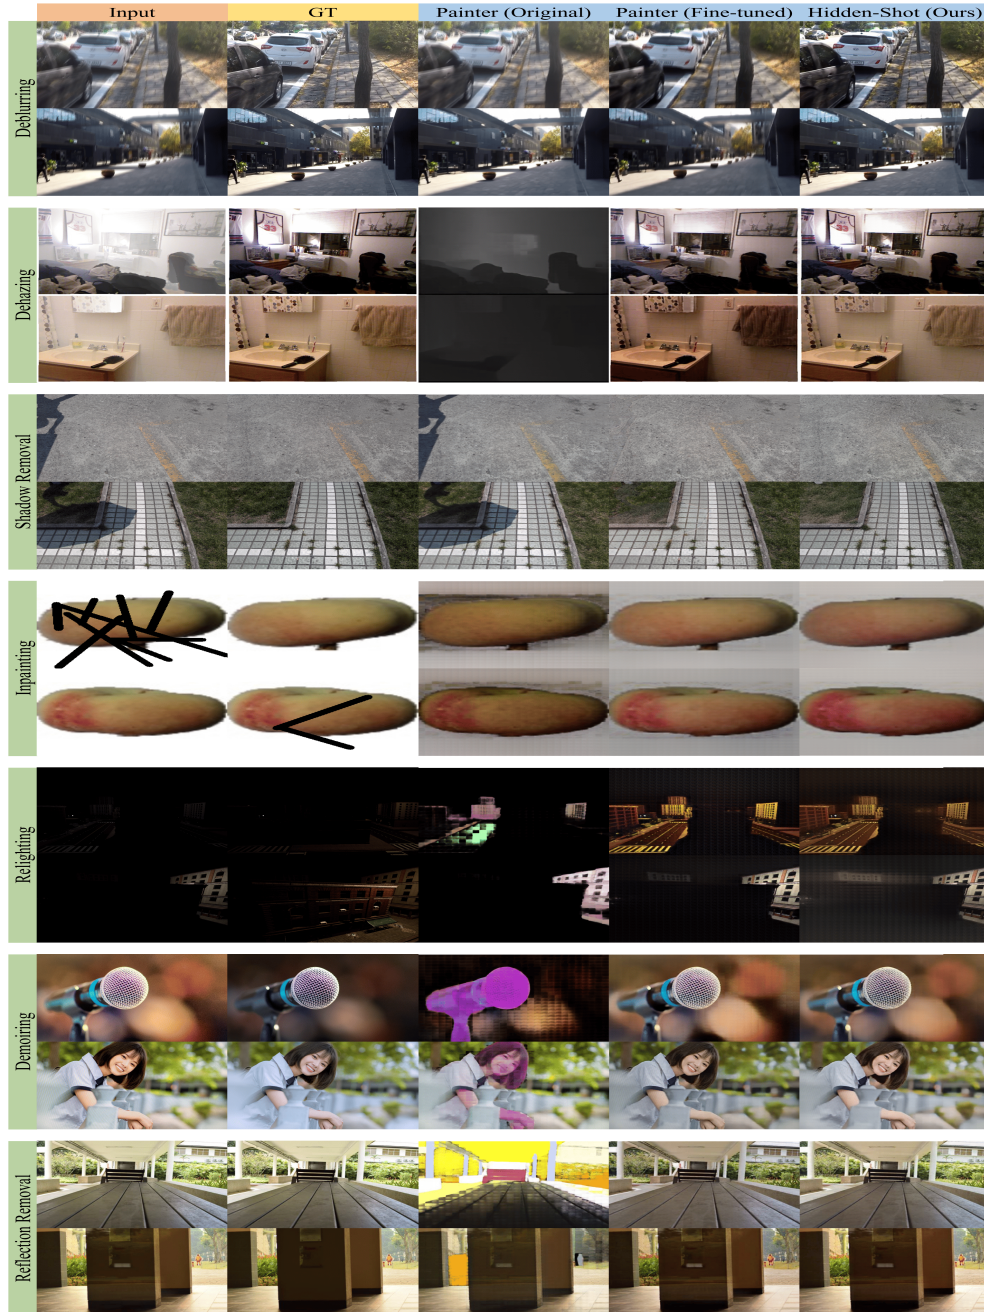 Input
GT
Painter (Original)
Painter (Fine-tuned)
Hidden-Shot (Ours)
Deblurring
Dehazing
Shadow Removal
Inpainting
Relighting
Demoiring
Reflection Removal